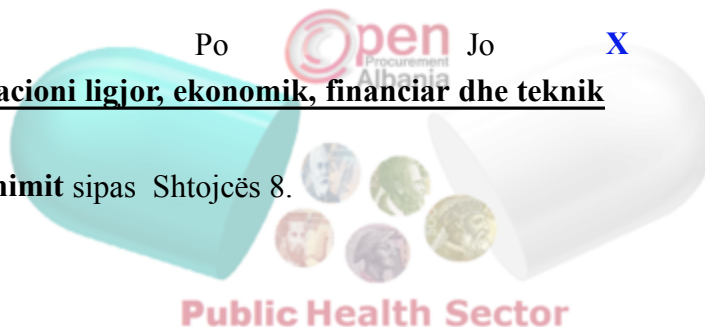 Po Jo X
Open
Procurement
Albania
acioni ligjor, ekonomik, financiar dhe teknik
nimit sipas Shtojcës 8.
Public Health Sector